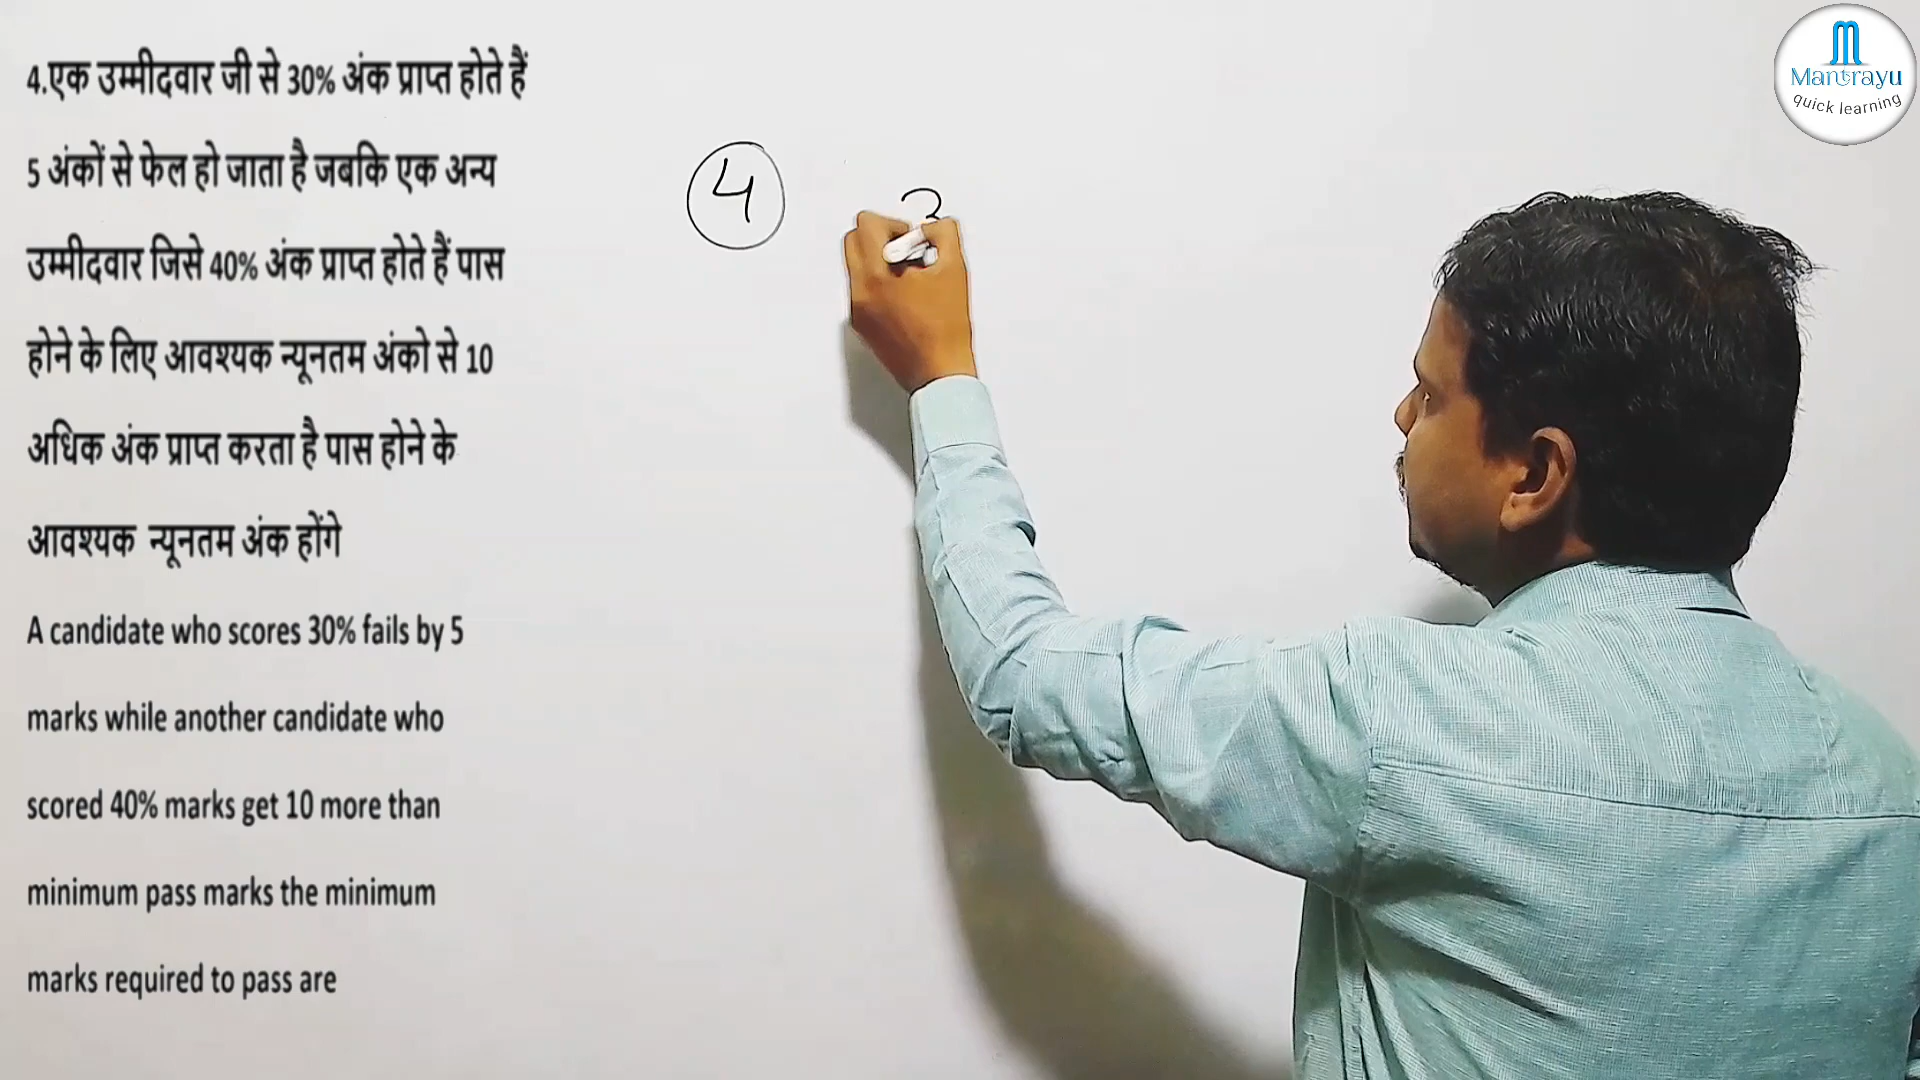 4.एक उम्मीदवार जी से 30% अंक प्राप्त होते हैं
5 अंकों से फेल हो जाता है जबकि एक अन्य
उम्मीदवार जिसे 40% अंक प्राप्त होते हैं पास
होने के लिए आवश्यक न्यूनतम अंको से 10
अधिक अंक प्राप्त करता है पास होने के
आवश्यक न्यूनतम अंक होंगे
A candidate who scores 30% fails by 5
marks while another candidate who
scored 40% marks get 10 more than
minimum pass marks the minimum
marks required to pass are
4
Mantrayu
quick learning